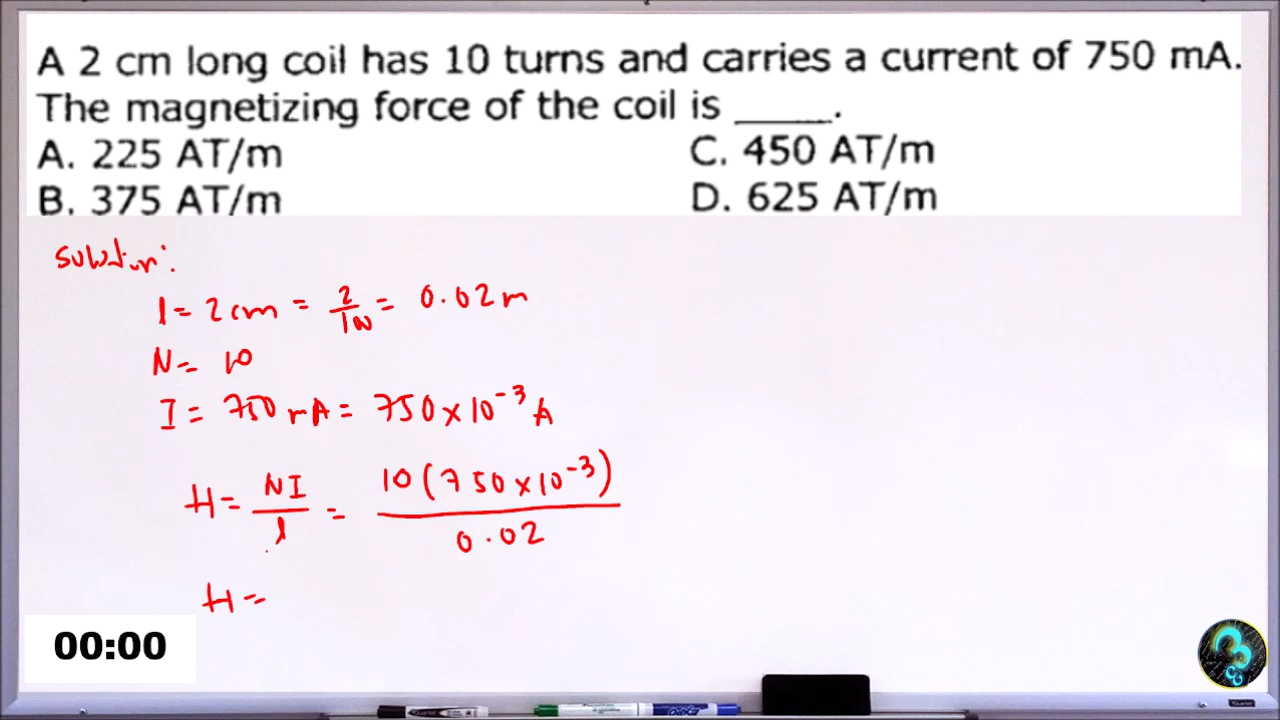 A 2 cm long coil has 10 turns and carries a current of 750 mA.
The magnetizing force of the coil is _____.
A. 225 AT/m
C. 450 AT/m
B. 375 AT/m
D. 625 AT/m
l = 2 cm = 2/100 = 0.02 m
N = 10
I = 750 mA = 750 x 10^-3 A
H = NI/l = 10(750 x 10^-3)/0.02
H =
00:00